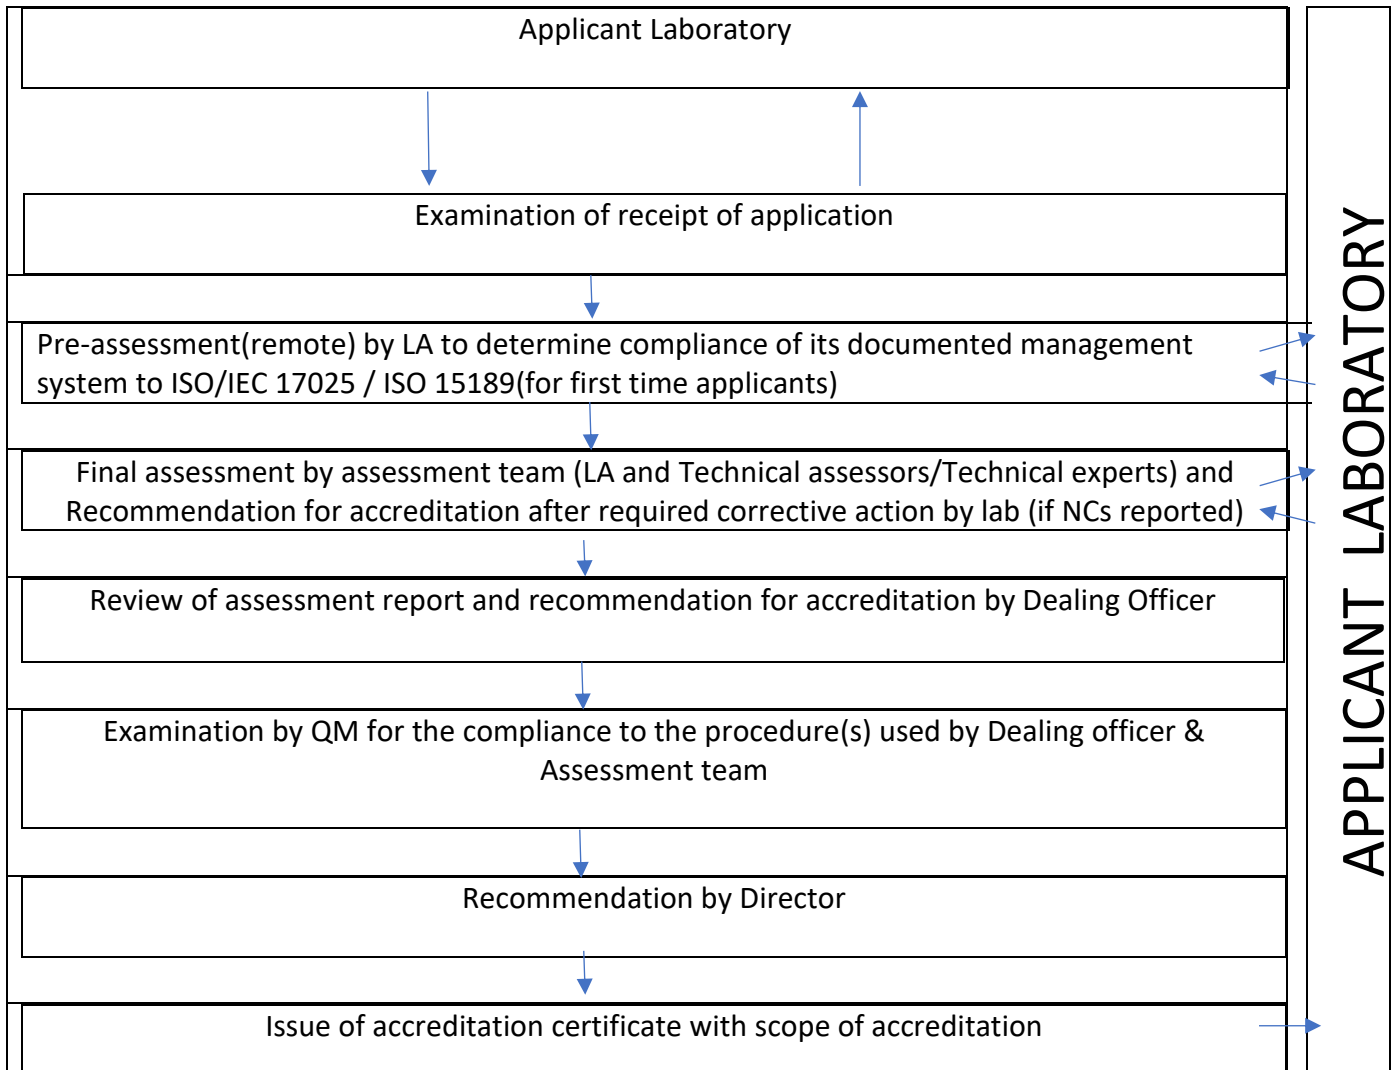 Applicant Laboratory
Examination of receipt of application
Pre-assessment(remote) by LA to determine compliance of its documented management
system to ISO/IEC 17025 / ISO 15189(for first time applicants)
Final assessment by assessment team (LA and Technical assessors/Technical experts) and
Recommendation for accreditation after required corrective action by lab (if NCs reported)
Review of assessment report and recommendation for accreditation by Dealing Officer
Examination by QM for the compliance to the procedure(s) used by Dealing officer &
Assessment team
Recommendation by Director
Issue of accreditation certificate with scope of accreditation
APPLICANT LABORATORY